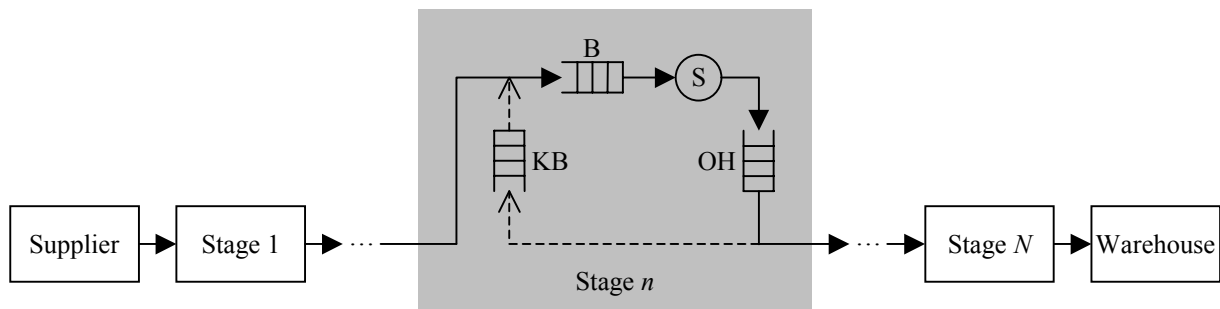 B
S
KB
OH
Supplier
Stage 1
...
...
Stage N
Warehouse
Stage n